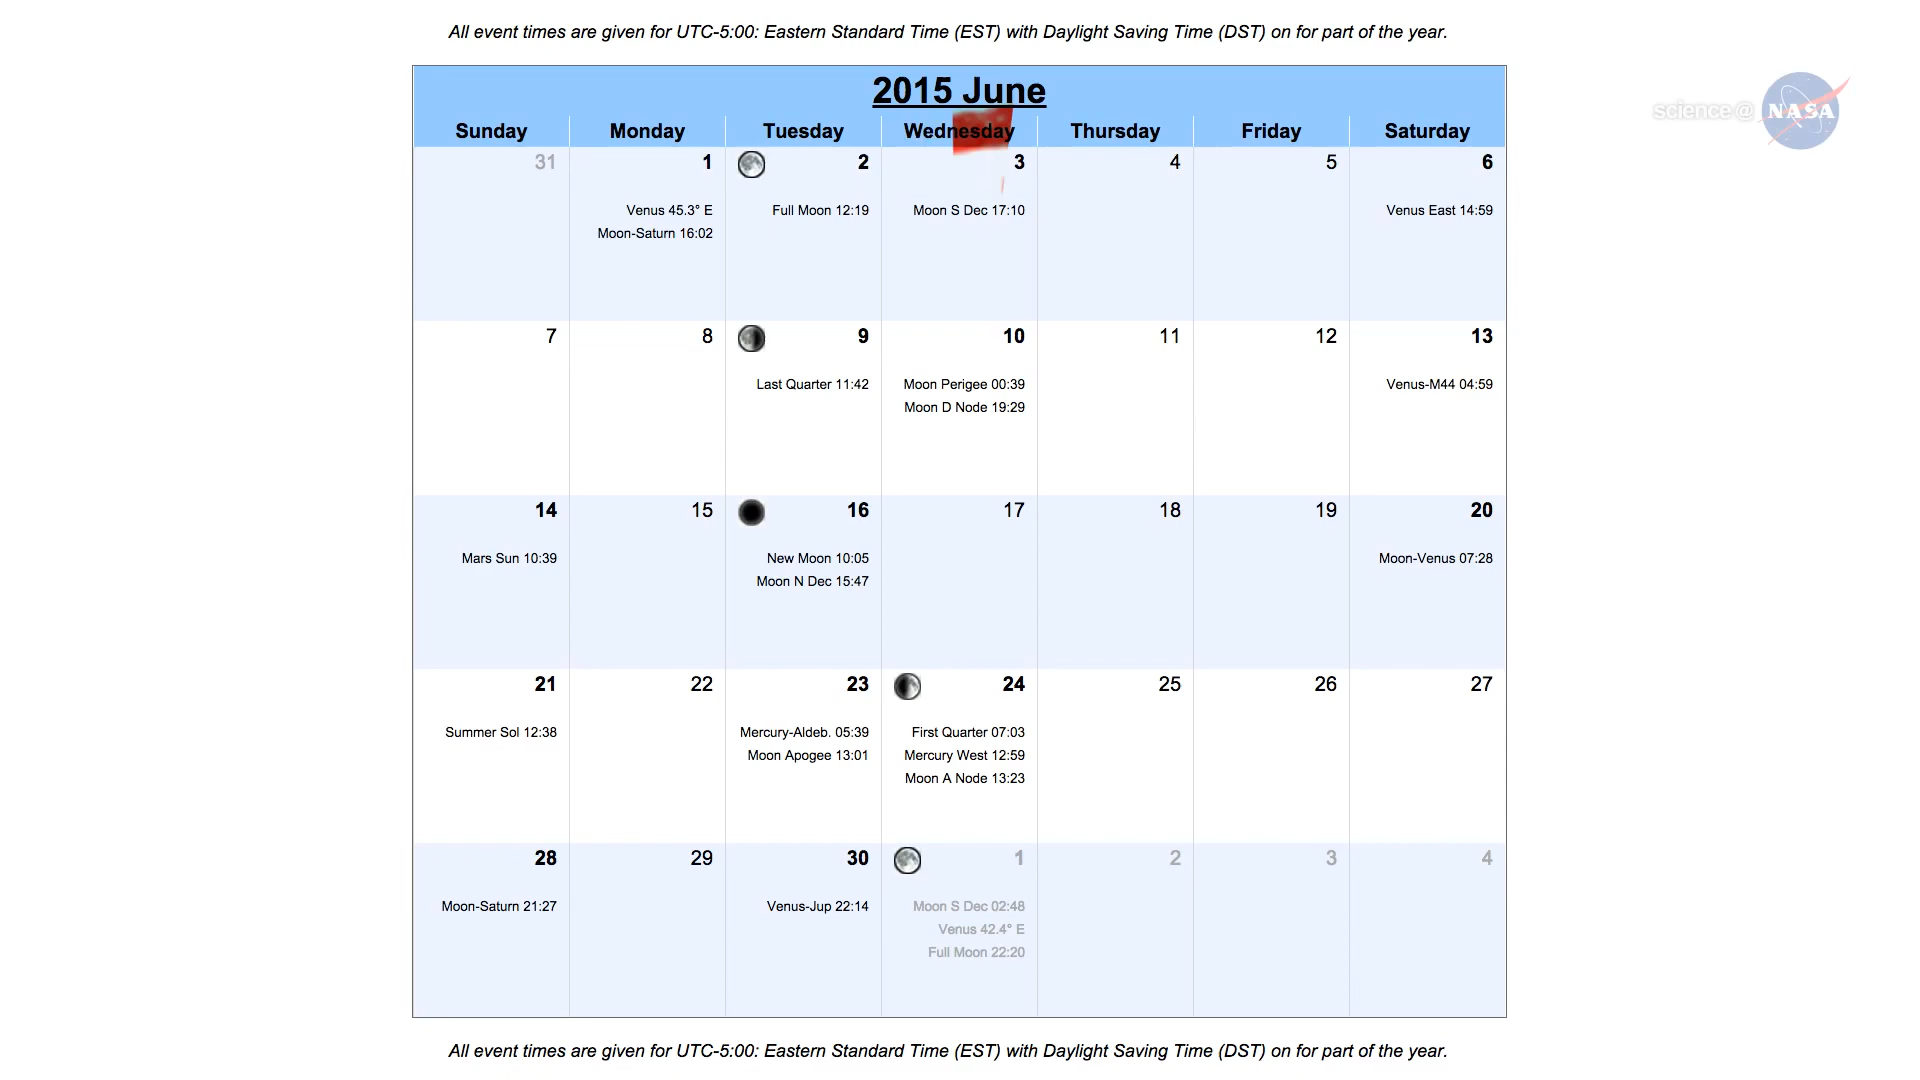 All event times are given for UTC-5:00: Eastern Standard Time (EST) with Daylight Saving Time (DST) on for part of the year.
2015 June
science@NASA
Sunday Monday Tuesday Wednesday Thursday Friday Saturday
31 1 2 3 4 5 6
Venus 45.3° E Full Moon 12:19 Moon S Dec 17:10 Venus East 14:59
Moon-Saturn 16:02
7 8 9 10 11 12 13
Last Quarter 11:42 Moon Perigee 00:39 Venus-M44 04:59
Moon D Node 19:29
14 15 16 17 18 19 20
Mars Sun 10:39 New Moon 10:05 Moon-Venus 07:28
Moon N Dec 15:47
21 22 23 24 25 26 27
Summer Sol 12:38 Mercury-Aldeb. 05:39 First Quarter 07:03
Moon Apogee 13:01 Mercury West 12:59
Moon A Node 13:23
28 29 30 1 2 3 4
Moon-Saturn 21:27 Venus-Jup 22:14 Moon S Dec 02:48
Venus 42.4° E
Full Moon 22:20
All event times are given for UTC-5:00: Eastern Standard Time (EST) with Daylight Saving Time (DST) on for part of the year.